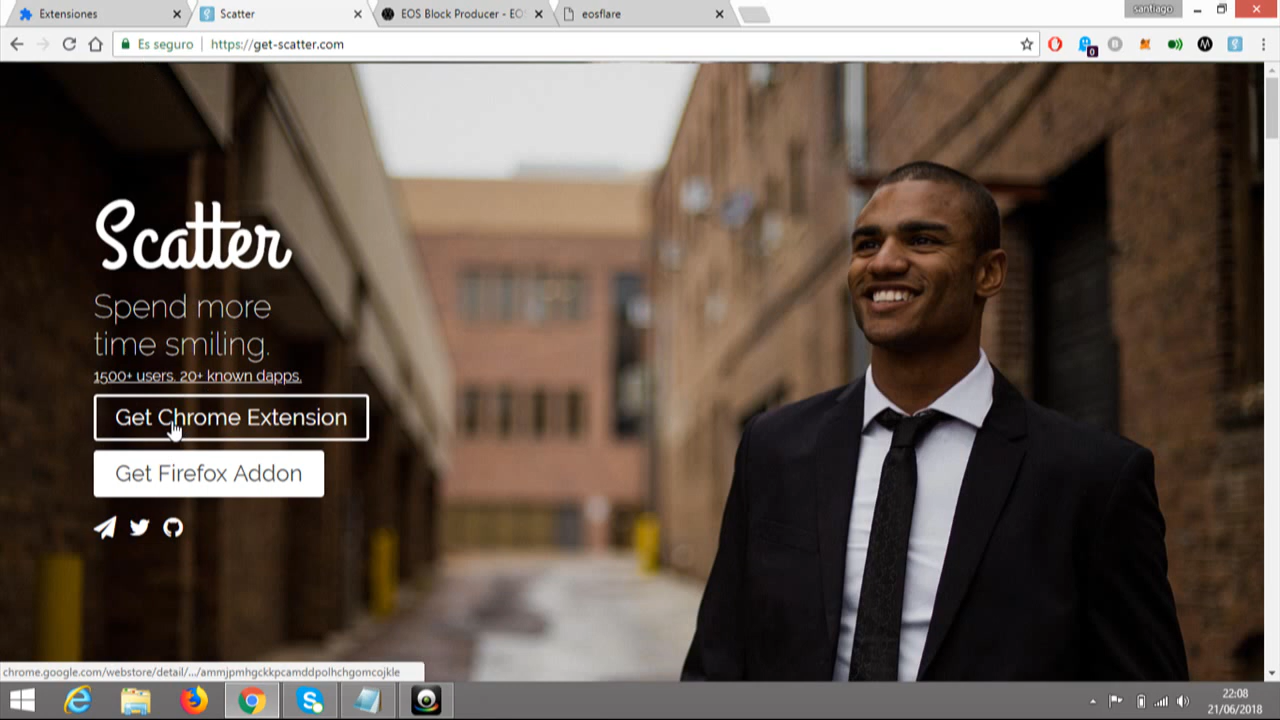 Extensiones
Scatter
EOS Block Producer - EO
eosflare
santiago
Es seguro
https://get-scatter.com
0
Scatter
Spend more
time smiling.
1500+ users. 20+ known dapps.
Get Chrome Extension
Get Firefox Addon
chrome.google.com/webstore/detail/.../ammjpmhgckkpcamddpolhchgomcojkle
22:08
21/06/2018